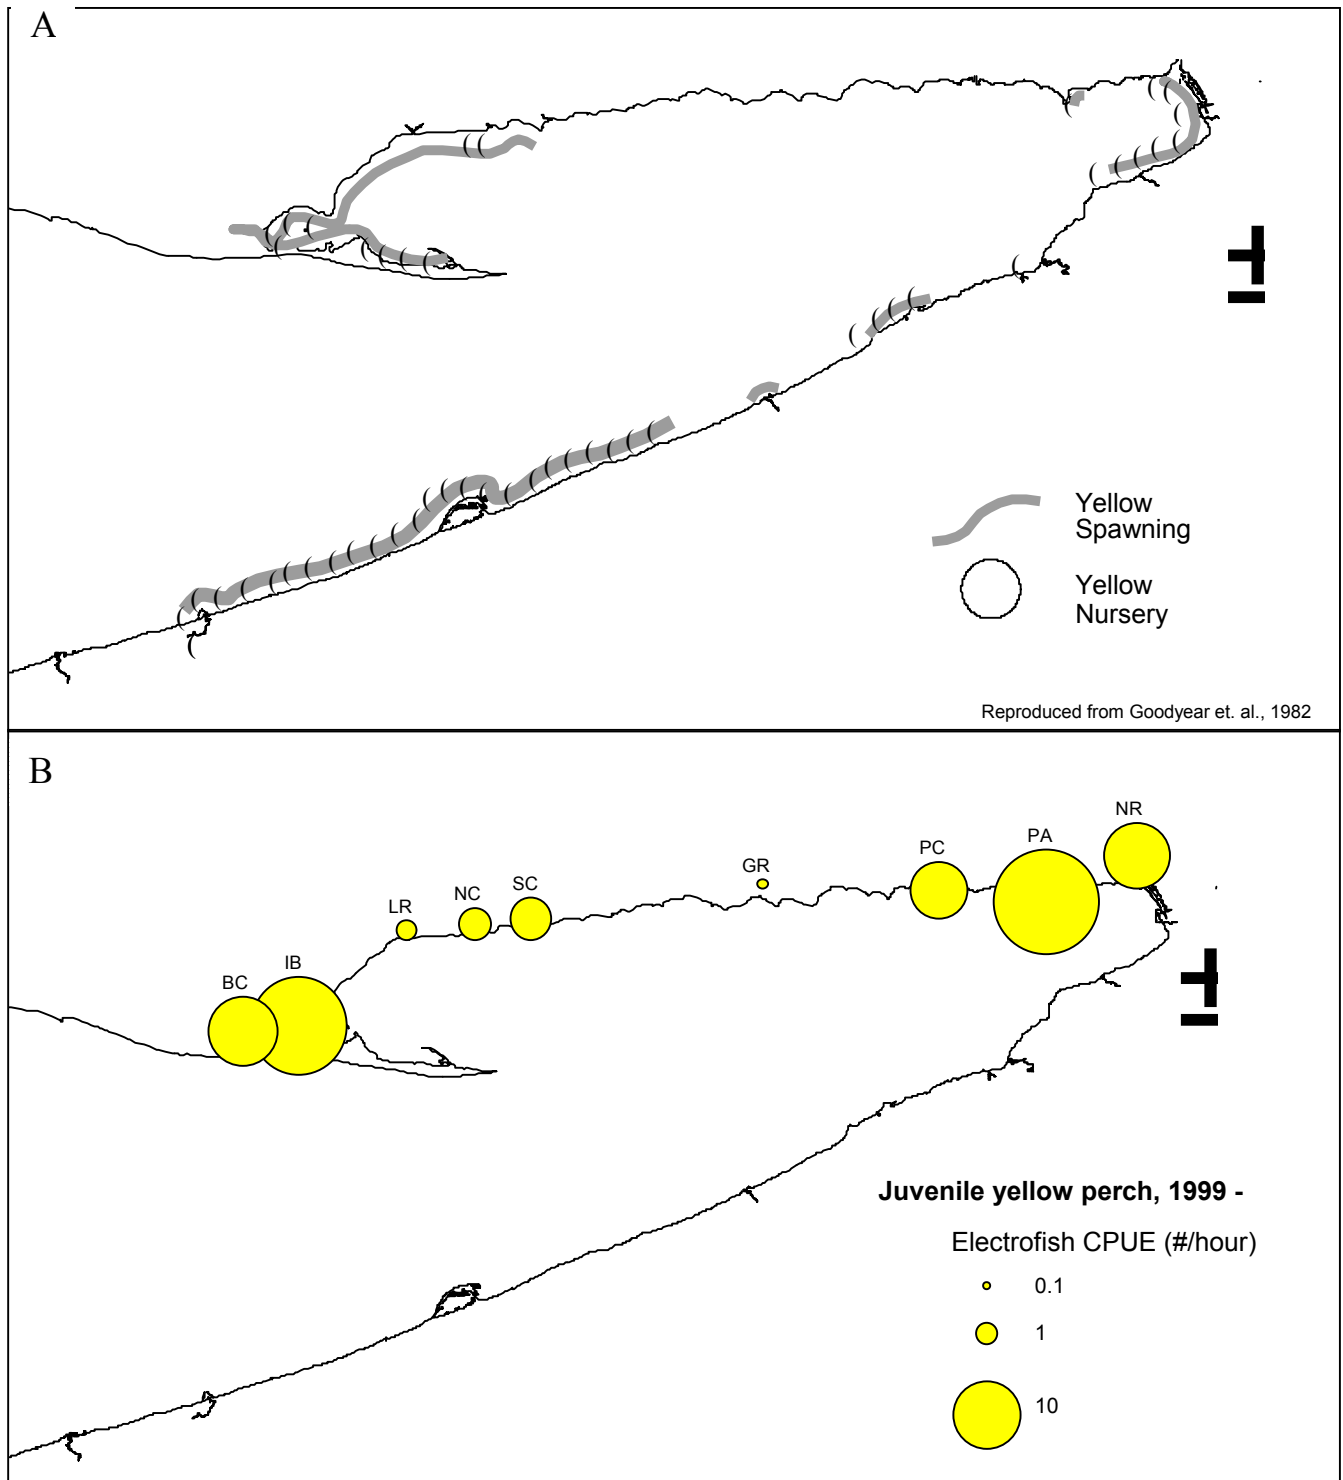 A
Yellow
Spawning
Yellow
Nursery
Reproduced from Goodyear et. al., 1982
B
NR
PA
PC
GR
SC
NC
LR
IB
BC
Juvenile yellow perch, 1999 -
Electrofish CPUE (#/hour)
0.1
1
10